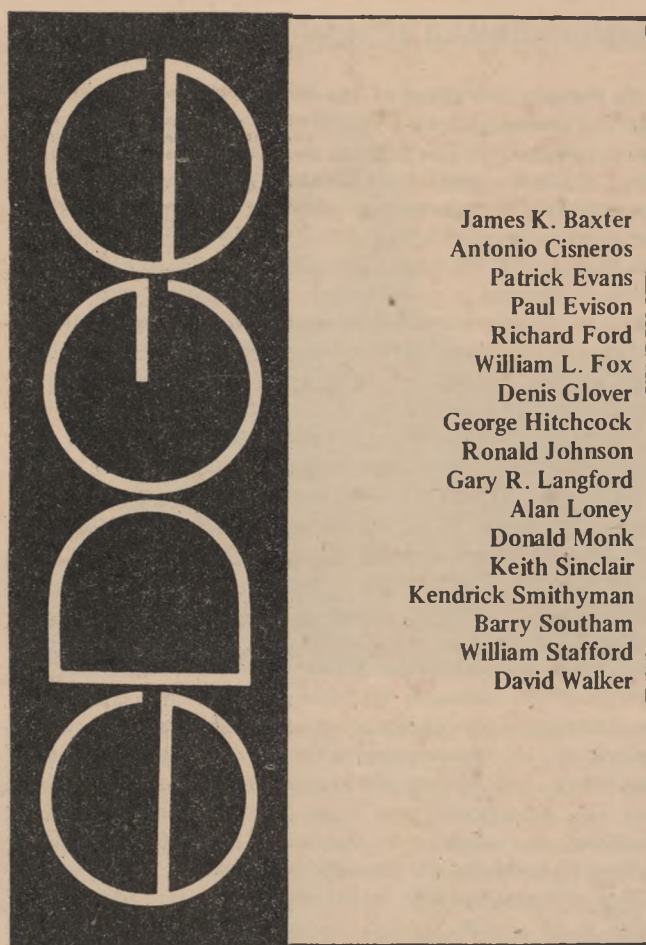 eDGe
James K. Baxter
Antonio Cisneros
Patrick Evans
Paul Evison
Richard Ford
William L. Fox
Denis Glover
George Hitchcock
Ronald Johnson
Gary R. Langford
Alan Loney
Donald Monk
Keith Sinclair
Kendrick Smithyman
Barry Southam
William Stafford
David Walker